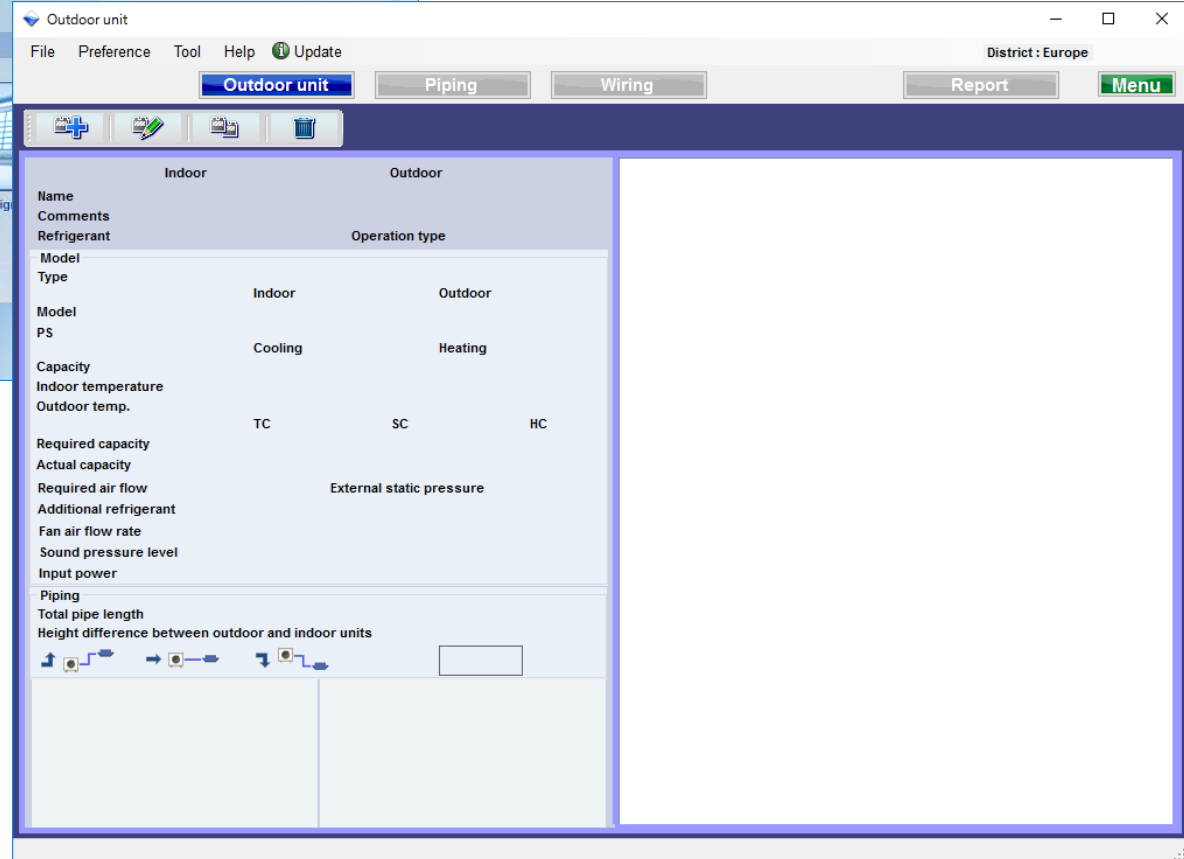 Outdoor unit
File Preference Tool Help Update District : Europe
Outdoor unit Piping Wiring Report Menu
Indoor Outdoor
Name
Comments
Refrigerant Operation type
Model
Type
Indoor Outdoor
Model
PS
Cooling Heating
Capacity
Indoor temperature
Outdoor temp.
TC SC HC
Required capacity
Actual capacity
Required air flow External static pressure
Additional refrigerant
Fan air flow rate
Sound pressure level
Input power
Piping
Total pipe length
Height difference between outdoor and indoor units